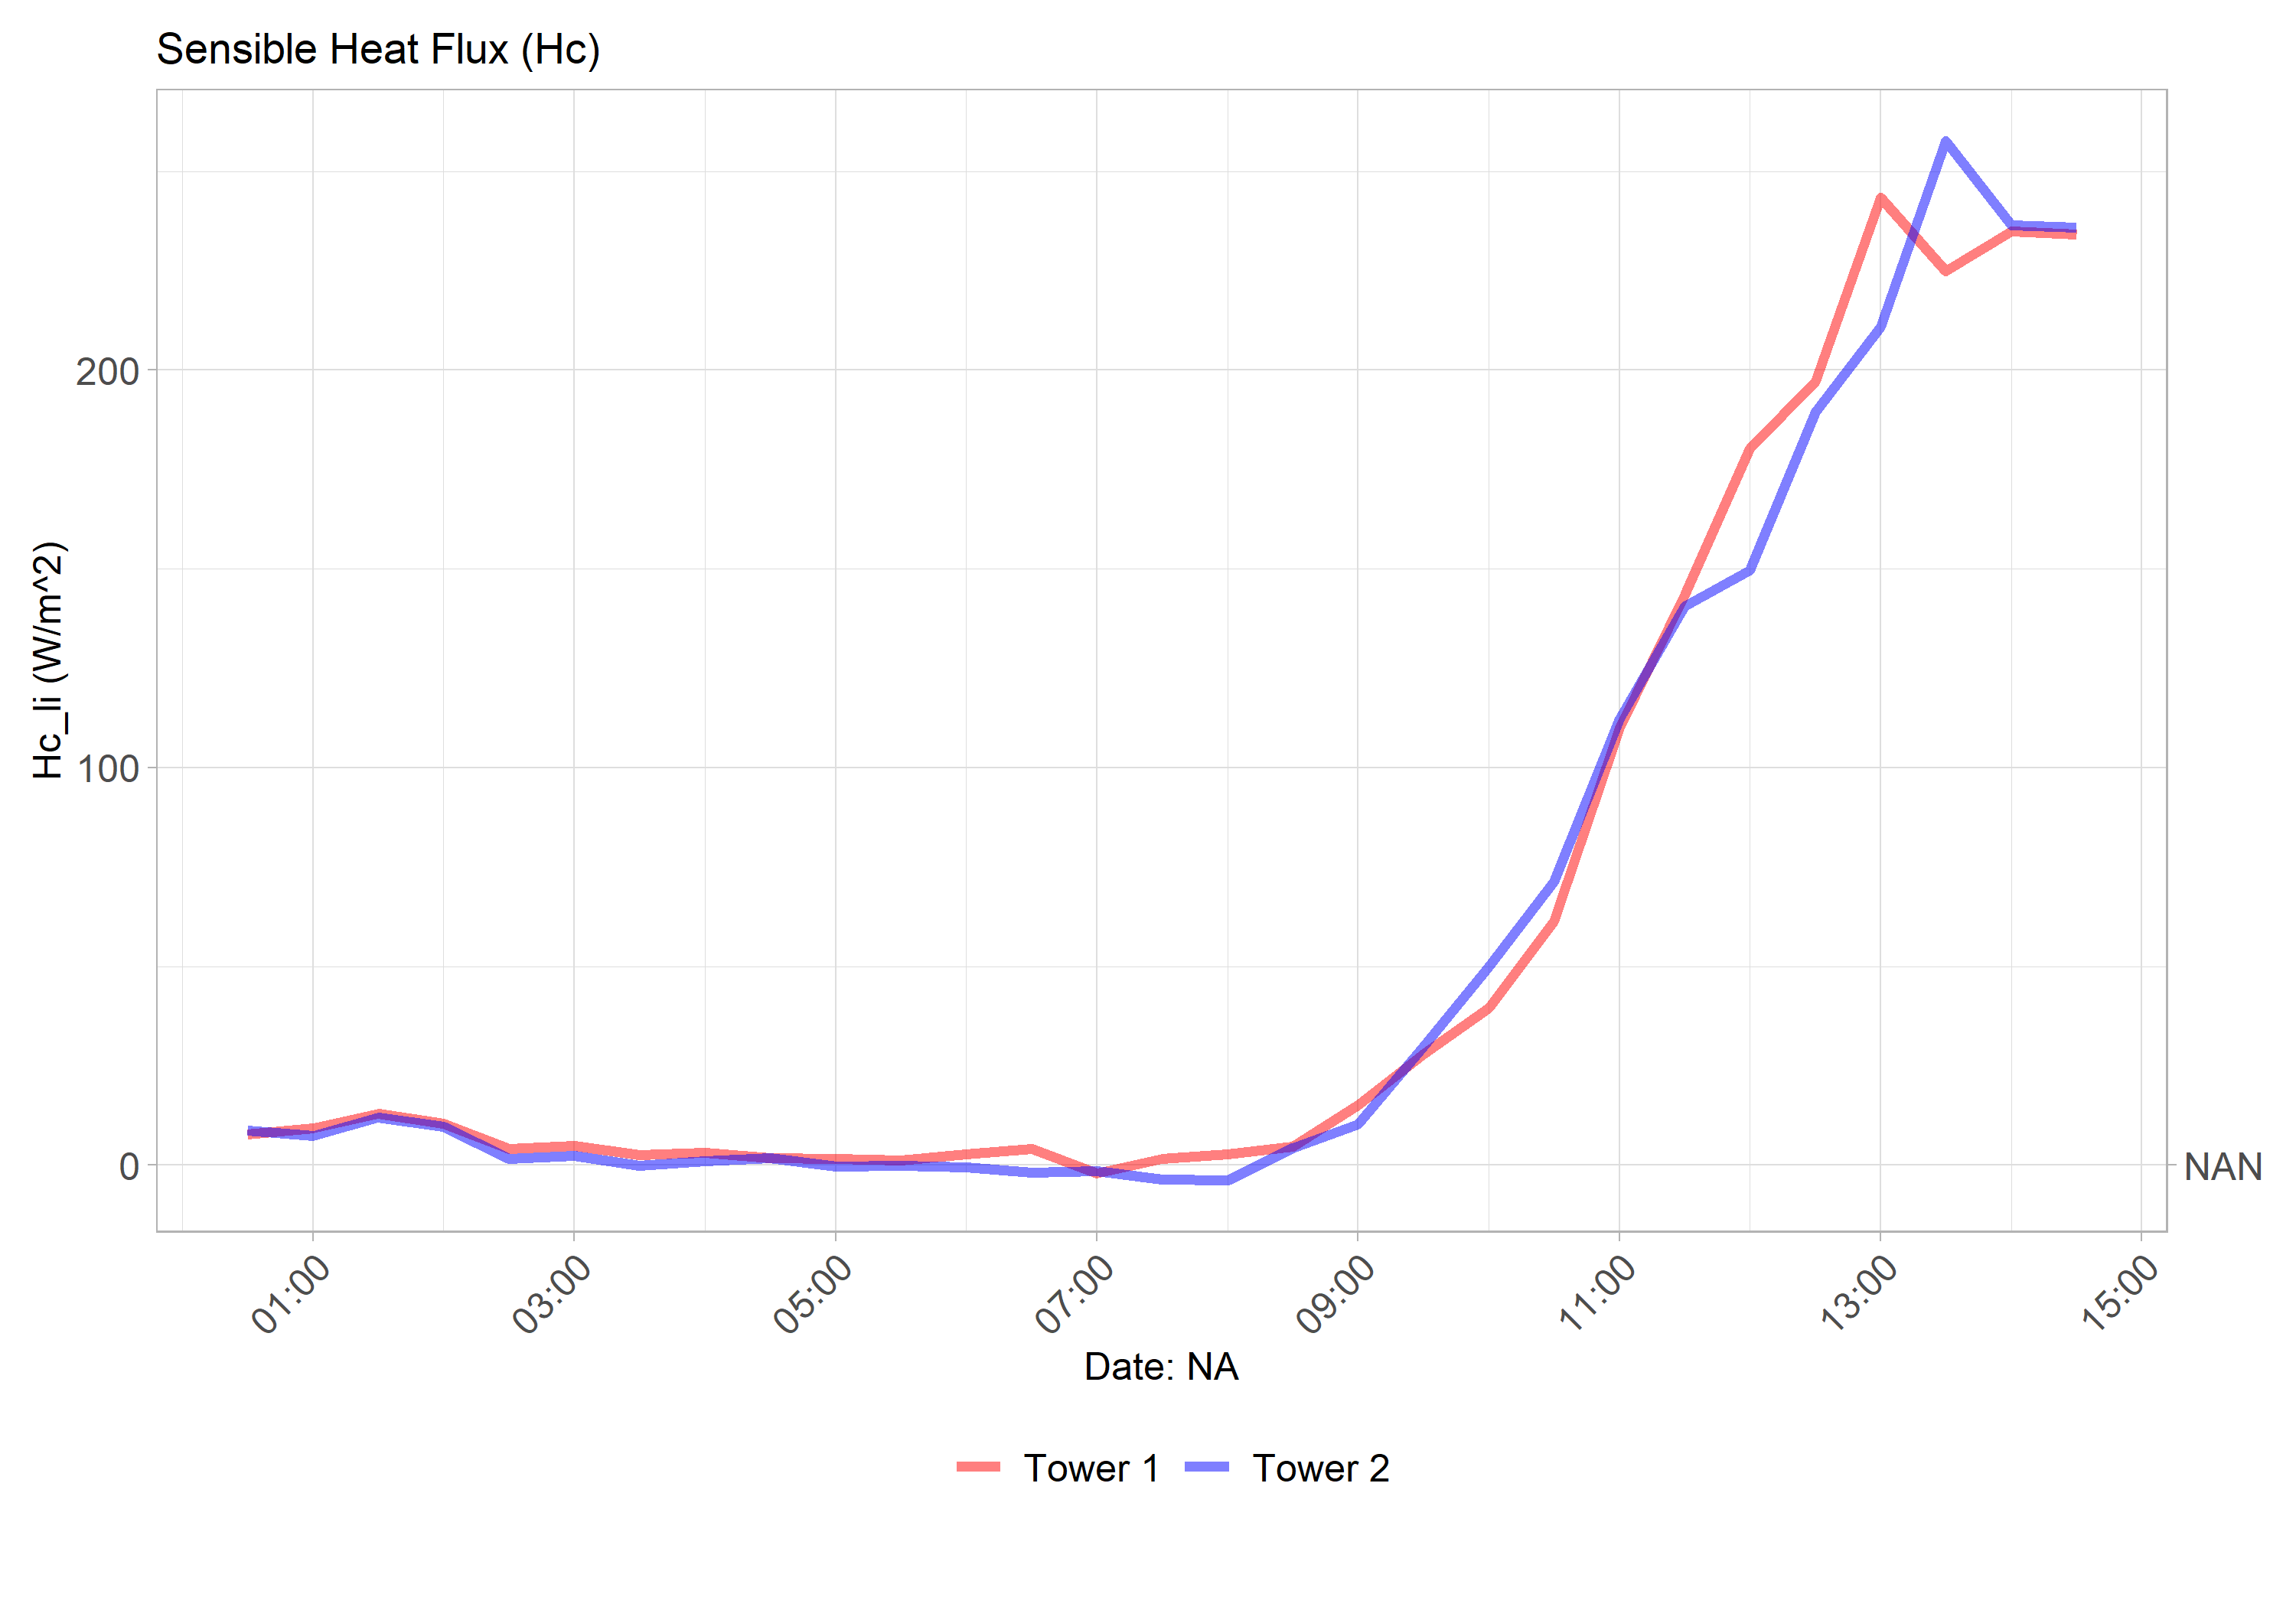 Sensible Heat Flux (Hc)
Hc_li (W/m^2)
200
100
0
NAN
01:00
03:00
05:00
07:00
09:00
11:00
13:00
15:00
Date: NA
Tower 1
Tower 2